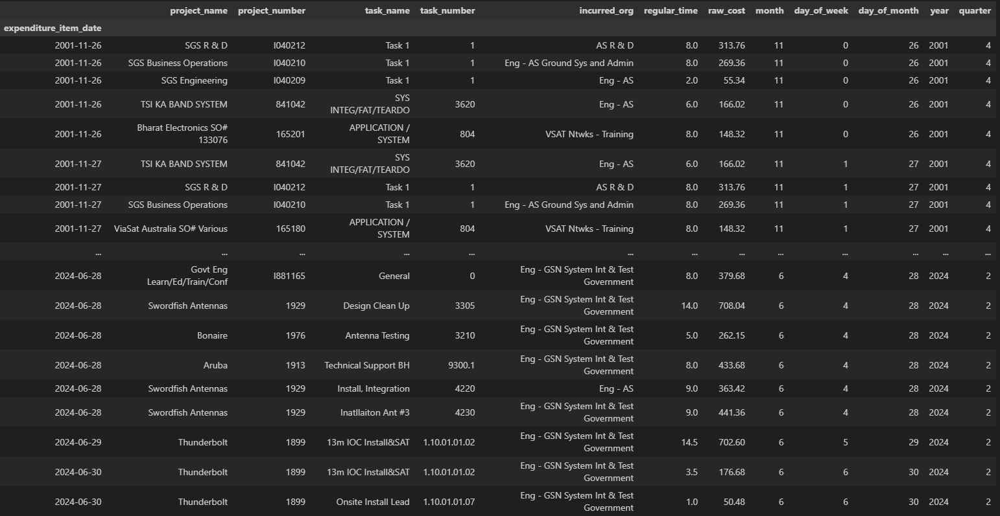 project_name project_number task_name task_number incurred_org regular_time raw_cost month day_of_week day_of_month year quarter
expenditure_item_date
2001-11-26 SGS R & D I040212 Task 1 1 AS R & D 8.0 313.76 11 0 26 2001 4
2001-11-26 SGS Business Operations I040210 Task 1 1 Eng - AS Ground Sys and Admin 8.0 269.36 11 0 26 2001 4
2001-11-26 SGS Engineering I040209 Task 1 1 Eng - AS 2.0 55.34 11 0 26 2001 4
SYS
2001-11-26 TSI KA BAND SYSTEM 841042 3620 Eng - AS 6.0 166.02 11 0 26 2001 4
INTEG/FAT/TEARDO
Bharat Electronics SO# APPLICATION /
2001-11-26 165201 804 VSAT Ntwks - Training 8.0 148.32 11 0 26 2001 4
133076 SYSTEM
SYS
2001-11-27 TSI KA BAND SYSTEM 841042 3620 Eng - AS 6.0 166.02 11 1 27 2001 4
INTEG/FAT/TEARDO
2001-11-27 SGS R & D I040212 Task 1 1 AS R & D 8.0 313.76 11 1 27 2001 4
2001-11-27 SGS Business Operations I040210 Task 1 1 Eng - AS Ground Sys and Admin 8.0 269.36 11 1 27 2001 4
APPLICATION /
2001-11-27 ViaSat Australia SO# Various 165180 804 VSAT Ntwks - Training 8.0 148.32 11 1 27 2001 4
SYSTEM
... ... ... ... ... ... ... ... ... ... ... ... ...
Govt Eng Eng - GSN System Int & Test
2024-06-28 I881165 General 0 8.0 379.68 6 4 28 2024 2
Learn/Ed/Train/Conf Government
Eng - GSN System Int & Test
2024-06-28 Swordfish Antennas 1929 Design Clean Up 3305 14.0 708.04 6 4 28 2024 2
Government
Eng - GSN System Int & Test
2024-06-28 Bonaire 1976 Antenna Testing 3210 5.0 262.15 6 4 28 2024 2
Government
Eng - GSN System Int & Test
2024-06-28 Aruba 1913 Technical Support BH 9300.1 8.0 433.68 6 4 28 2024 2
Government
2024-06-28 Swordfish Antennas 1929 Install, Integration 4220 Eng - AS 9.0 363.42 6 4 28 2024 2
Eng - GSN System Int & Test
2024-06-28 Swordfish Antennas 1929 Inatllaiton Ant #3 4230 9.0 441.36 6 4 28 2024 2
Government
Eng - GSN System Int & Test
2024-06-29 Thunderbolt 1899 13m IOC Install&SAT 1.10.01.01.02 14.5 702.60 6 5 29 2024 2
Government
Eng - GSN System Int & Test
2024-06-30 Thunderbolt 1899 13m IOC Install&SAT 1.10.01.01.02 3.5 176.68 6 6 30 2024 2
Government
Eng - GSN System Int & Test
2024-06-30 Thunderbolt 1899 Onsite Install Lead 1.10.01.01.07 1.0 50.48 6 6 30 2024 2
Government